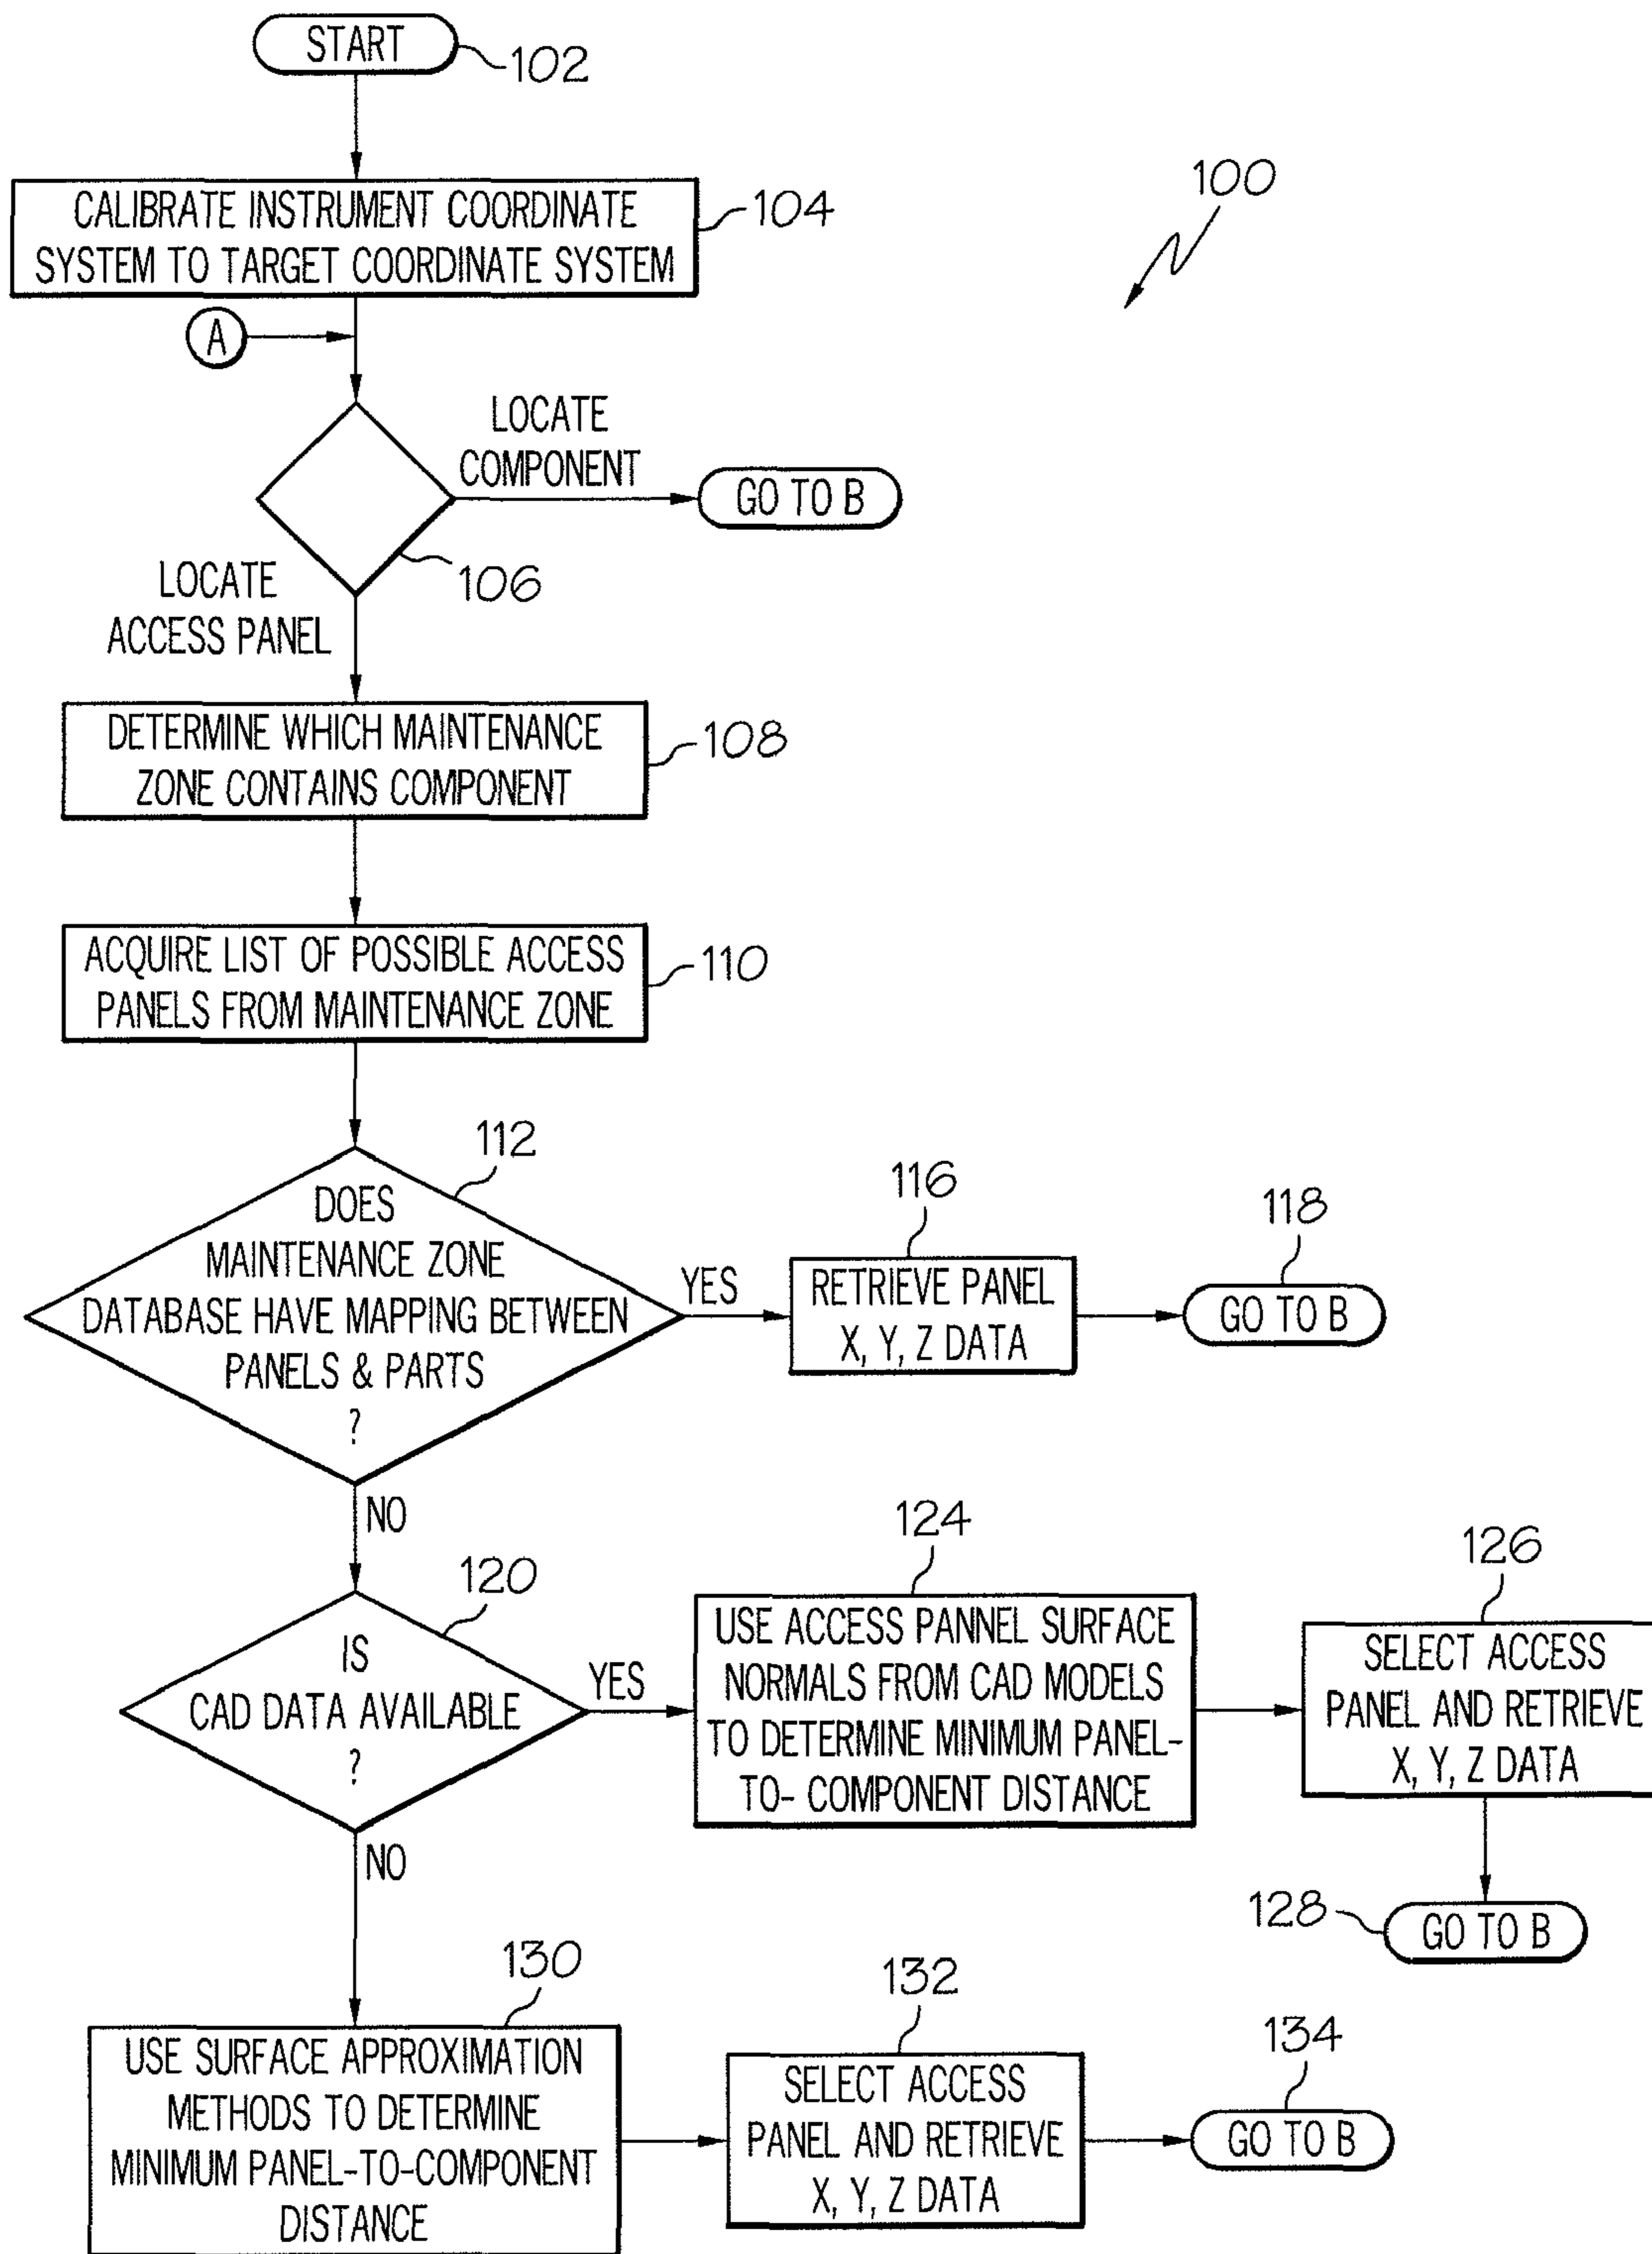 START
102
100
CALIBRATE INSTRUMENT COORDINATE
SYSTEM TO TARGET COORDINATE SYSTEM
104
A
LOCATE
COMPONENT
GO TO B
106
LOCATE
ACCESS PANEL
DETERMINE WHICH MAINTENANCE
ZONE CONTAINS COMPONENT
108
ACQUIRE LIST OF POSSIBLE ACCESS
PANELS FROM MAINTENANCE ZONE
110
112
DOES
MAINTENANCE ZONE
DATABASE HAVE MAPPING BETWEEN
PANELS & PARTS
?
YES
116
RETRIEVE PANEL
X, Y, Z DATA
118
GO TO B
NO
120
IS
CAD DATA AVAILABLE
?
YES
124
USE ACCESS PANNEL SURFACE
NORMALS FROM CAD MODELS
TO DETERMINE MINIMUM PANEL-
TO- COMPONENT DISTANCE
126
SELECT ACCESS
PANEL AND RETRIEVE
X, Y, Z DATA
128
GO TO B
NO
130
USE SURFACE APPROXIMATION
METHODS TO DETERMINE
MINIMUM PANEL-TO-COMPONENT
DISTANCE
132
SELECT ACCESS
PANEL AND RETRIEVE
X, Y, Z DATA
134
GO TO B